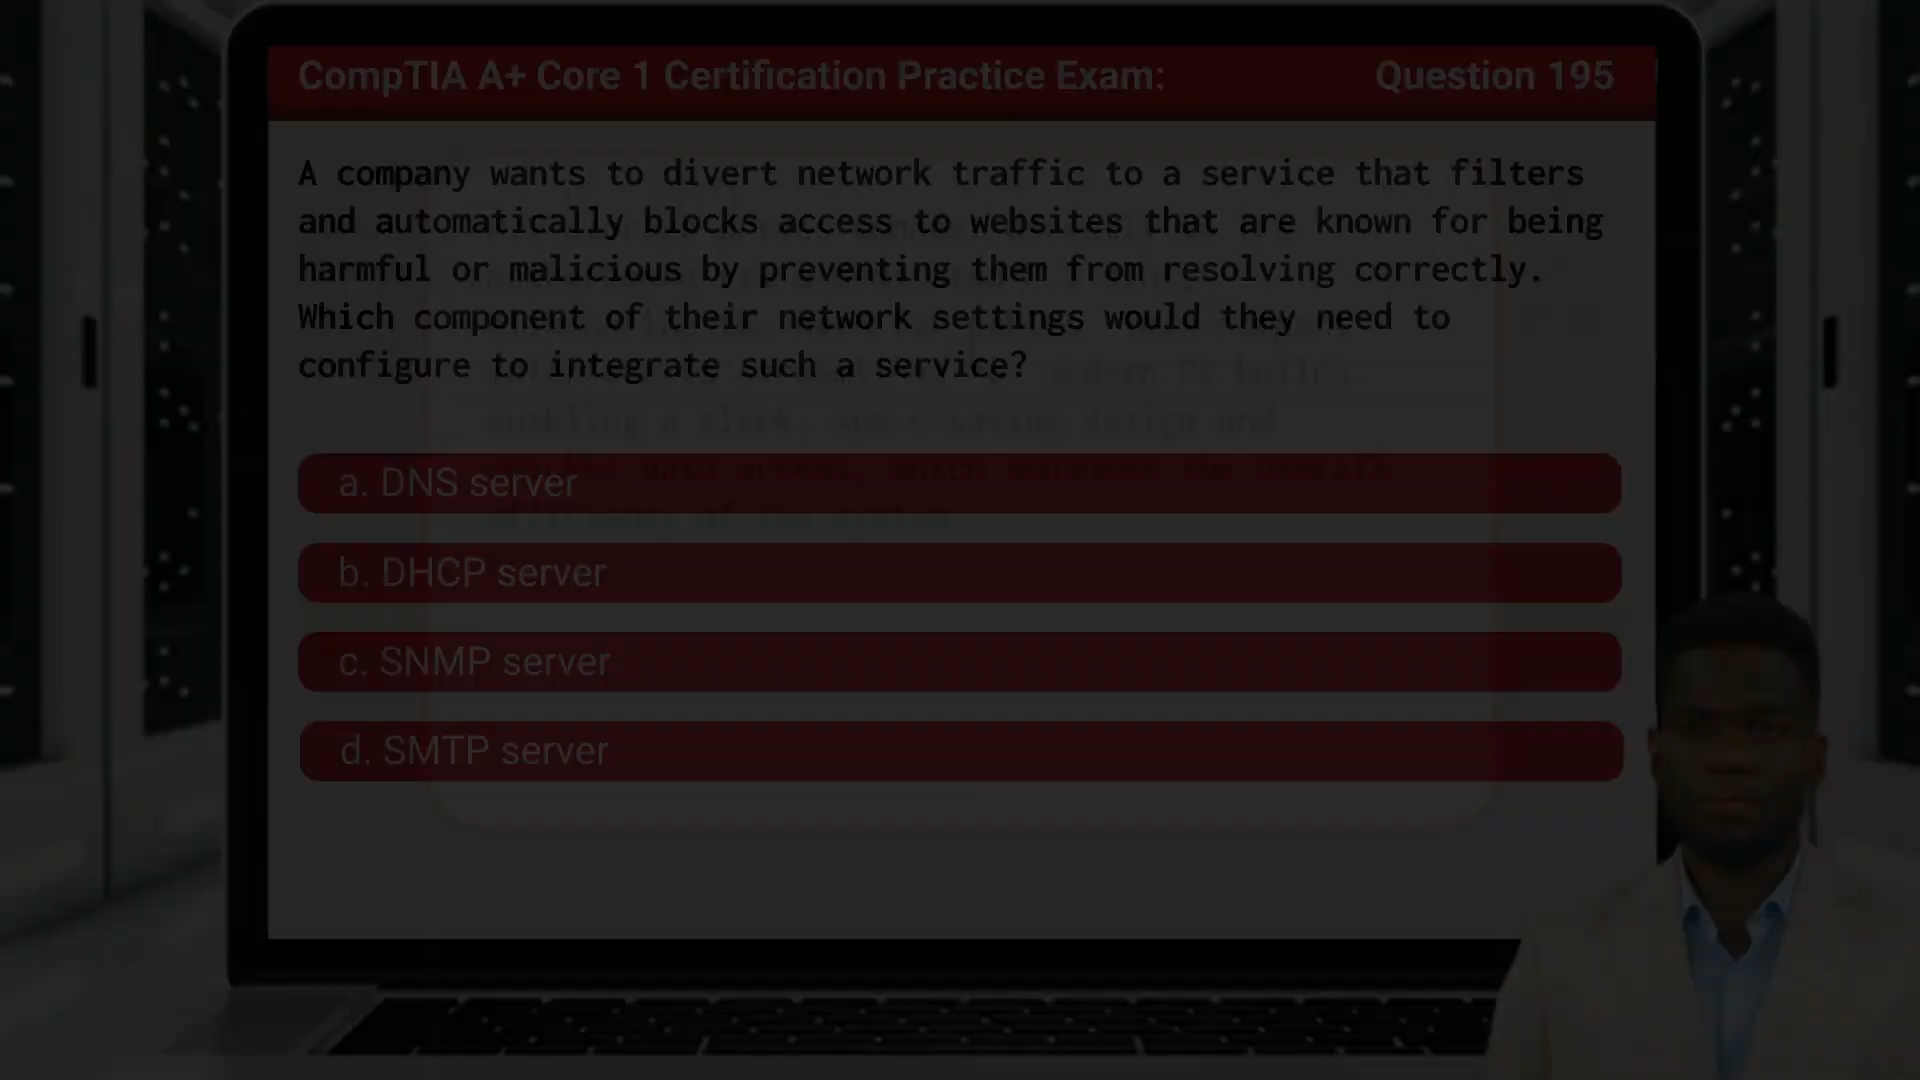 CompTIA A+ Core 1 Certification Practice Exam: Question 195
A company wants to divert network traffic to a service that filters
and automatically blocks access to websites that are known for being
harmful or malicious by preventing them from resolving correctly.
Which component of their network settings would they need to
configure to integrate such a service?
a. DNS server
b. DHCP server
c. SNMP server
d. SMTP server